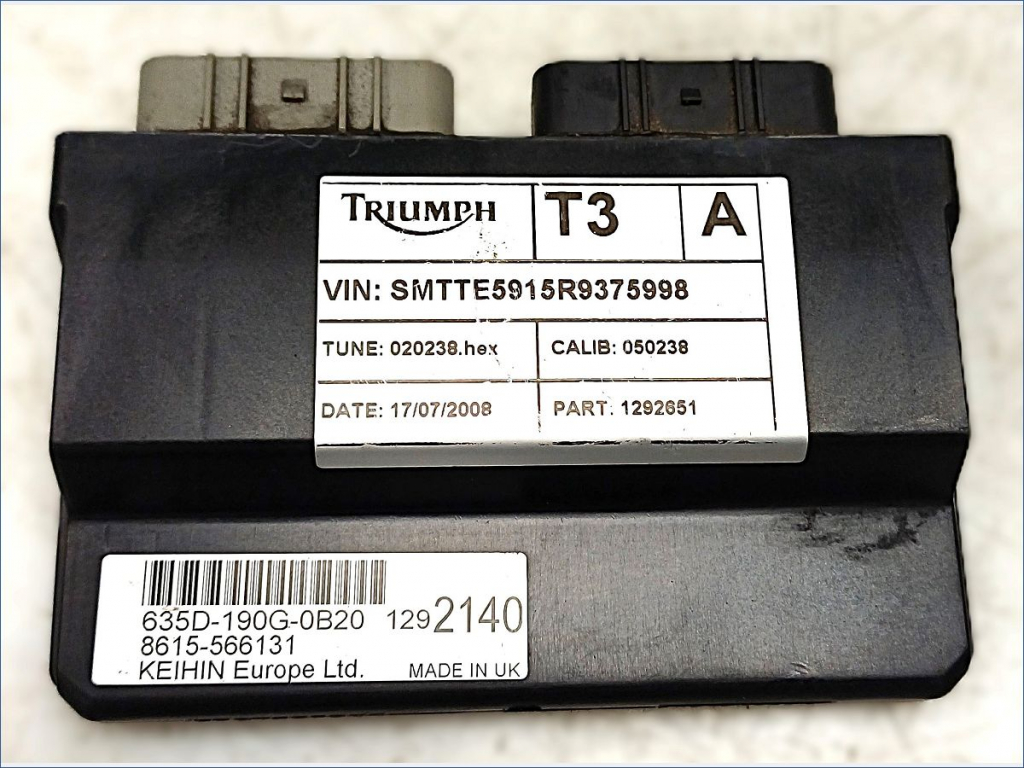 TRIUMPH T3 A
VIN: SMTTE5915R9375998
TUNE: 020238.hex CALIB: 050238
DATE: 17/07/2008 PART: 1292651
635D-190G-0B20 1292140
8615-566131
KEIHIN Europe Ltd. MADE IN UK